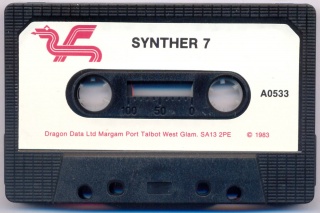 SYNTHER 7
A0533
100 50 0
Dragon Data Ltd Margam Port Talbot West Glam. SA13 2PE © 1983